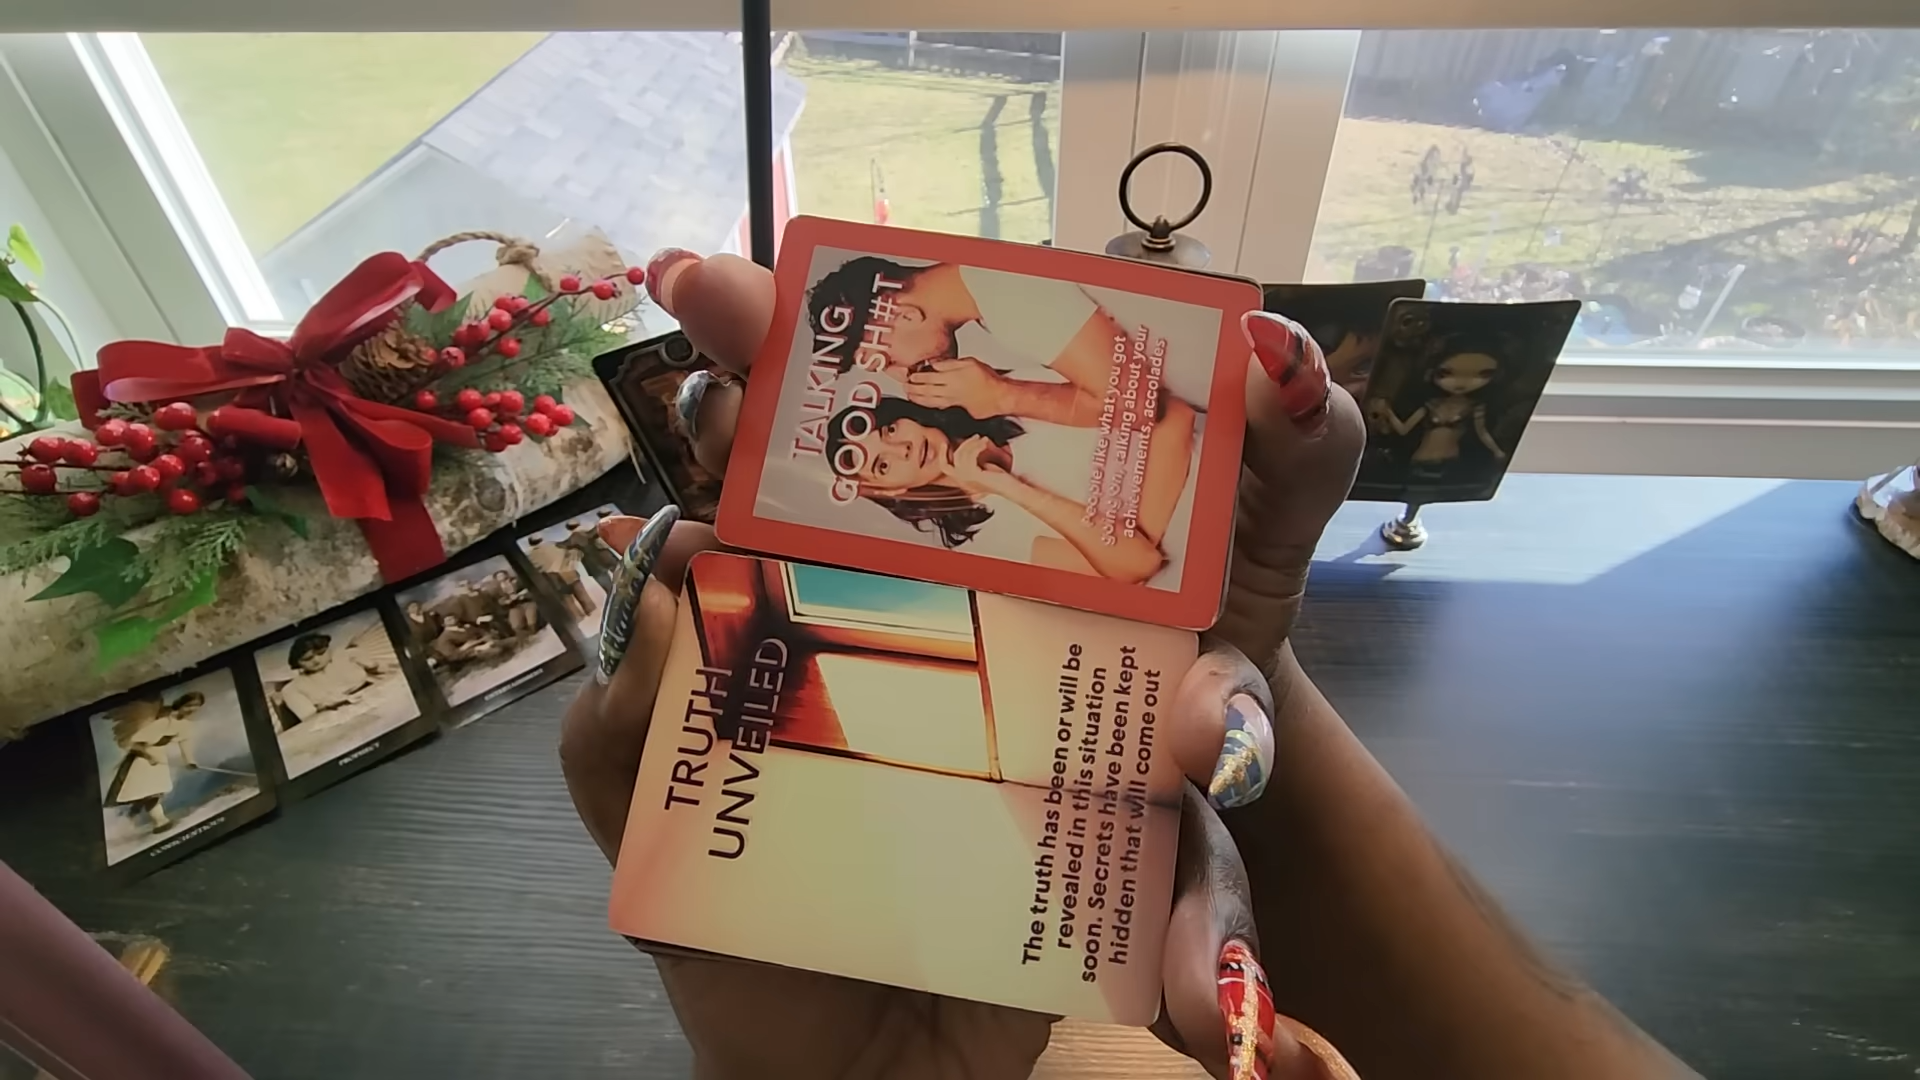 TALKING
GOOD SH#T
People like what you got
going on, talking about your
achievements, accolades
TRUTH
UNVEILED
The truth has been or will be
revealed in this situation
soon. Secrets have been kept
hidden that will come out
PROPHECY